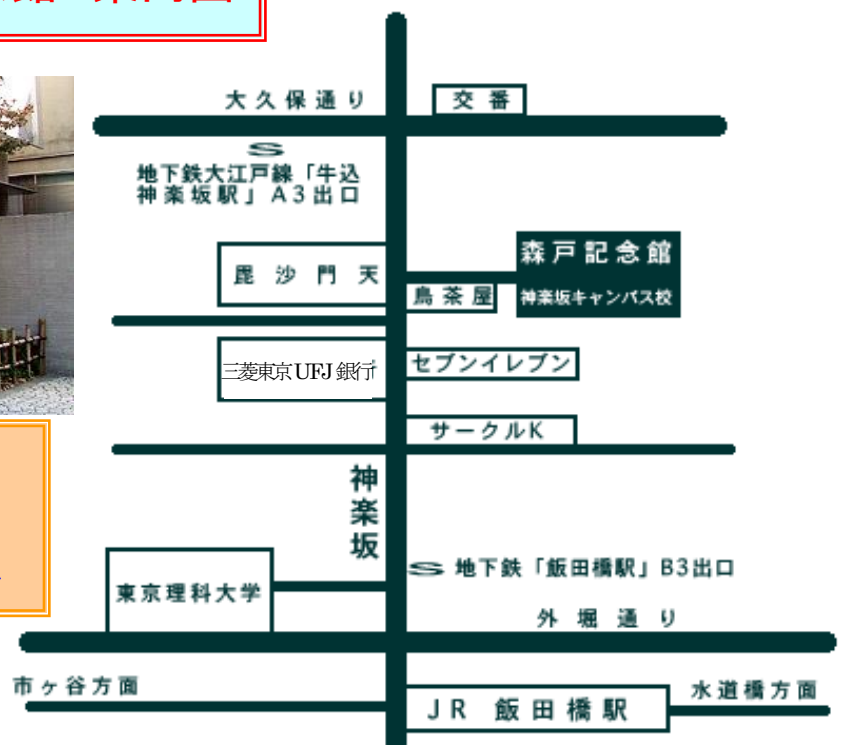 大久保通り
交番
地下鉄大江戸線「牛込
神楽坂駅」A3出口
森戸記念館
神楽坂キャンパス校
毘沙門天
鳥茶屋
三菱東京UFJ銀行
セブンイレブン
サークルK
神楽坂
地下鉄「飯田橋駅」B3出口
東京理科大学
外堀通り
市ヶ谷方面
水道橋方面
JR 飯田橋駅